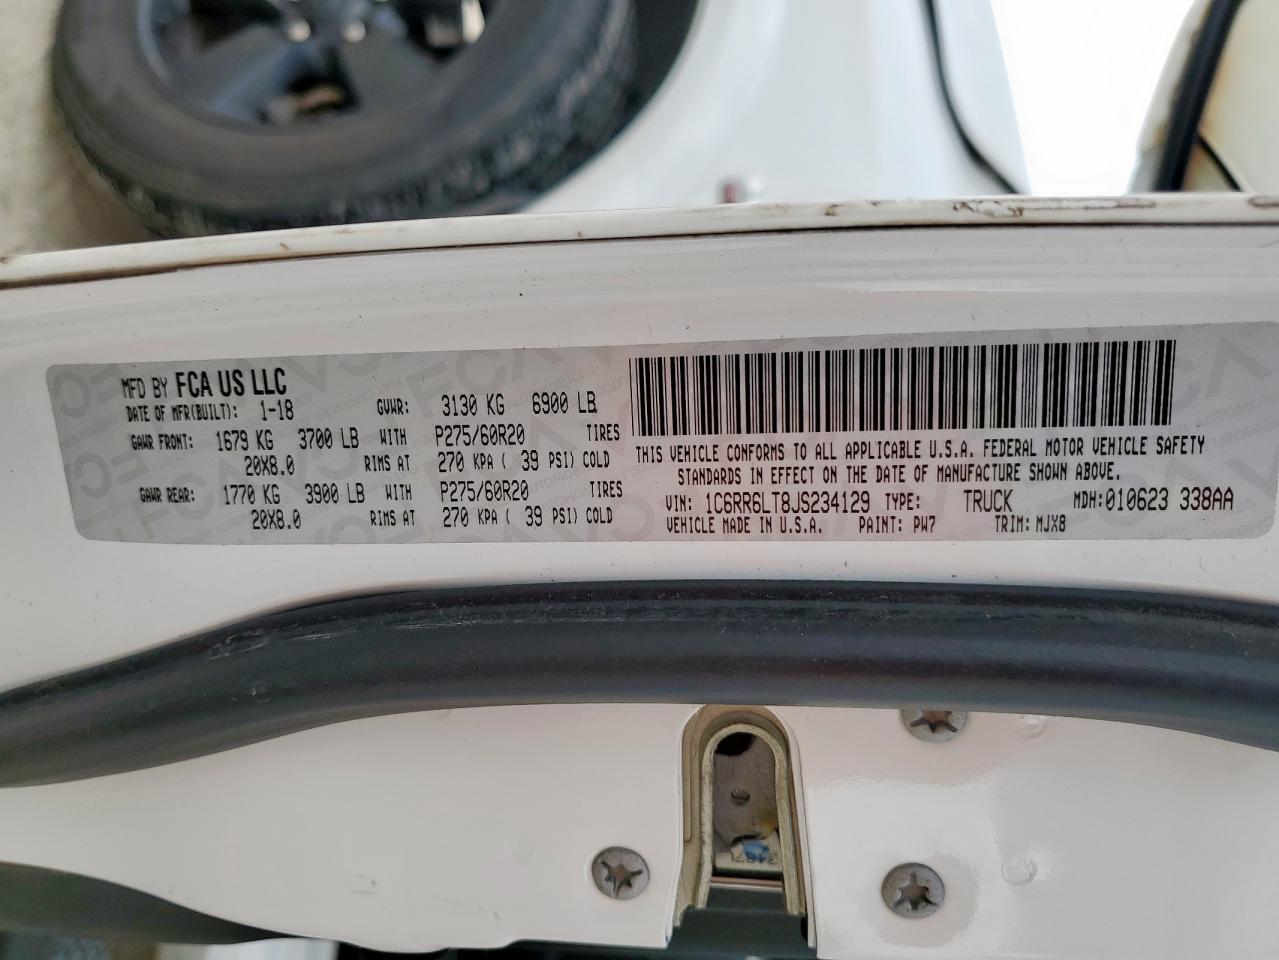 MFD BY FCA US LLC
DATE OF MFR(BUILT): 1-18 GVWR: 3130 KG 6900 LB
GAWR FRONT: 1679 KG 3700 LB WITH P275/60R20 TIRES
20X8.0 RIMS AT 270 KPA ( 39 PSI) COLD
GAWR REAR: 1770 KG 3900 LB WITH P275/60R20 TIRES
20X8.0 RIMS AT 270 KPA ( 39 PSI) COLD
THIS VEHICLE CONFORMS TO ALL APPLICABLE U.S.A. FEDERAL MOTOR VEHICLE SAFETY
STANDARDS IN EFFECT ON THE DATE OF MANUFACTURE SHOWN ABOVE.
VIN: 1C6RR6LT8JS234129 TYPE: TRUCK MDH:010623 338AA
VEHICLE MADE IN U.S.A. PAINT: PW7 TRIM: MJX8